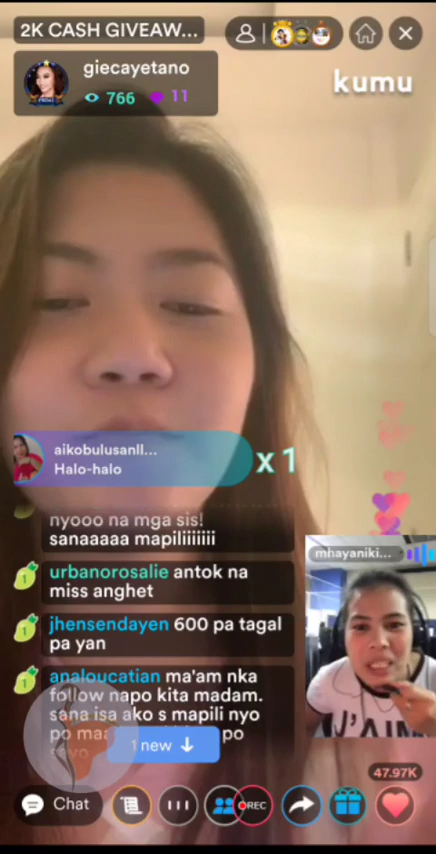 2K CASH GIVEAW...
giecayetano
766 11
kumu
aikobulusanll...
Halo-halo
x 1
nyooo na mga sis!
sanaaaaa mapiliiiiiii
urbanorosalie antok na
miss anghet
jhensendayen 600 pa tagal
pa yan
analoucatian ma'am nka
follow napo kita madam.
sana isa ako s mapili nyo
po po
1 new
mhayaniki...
J'AIM
47.97K
Chat
REC